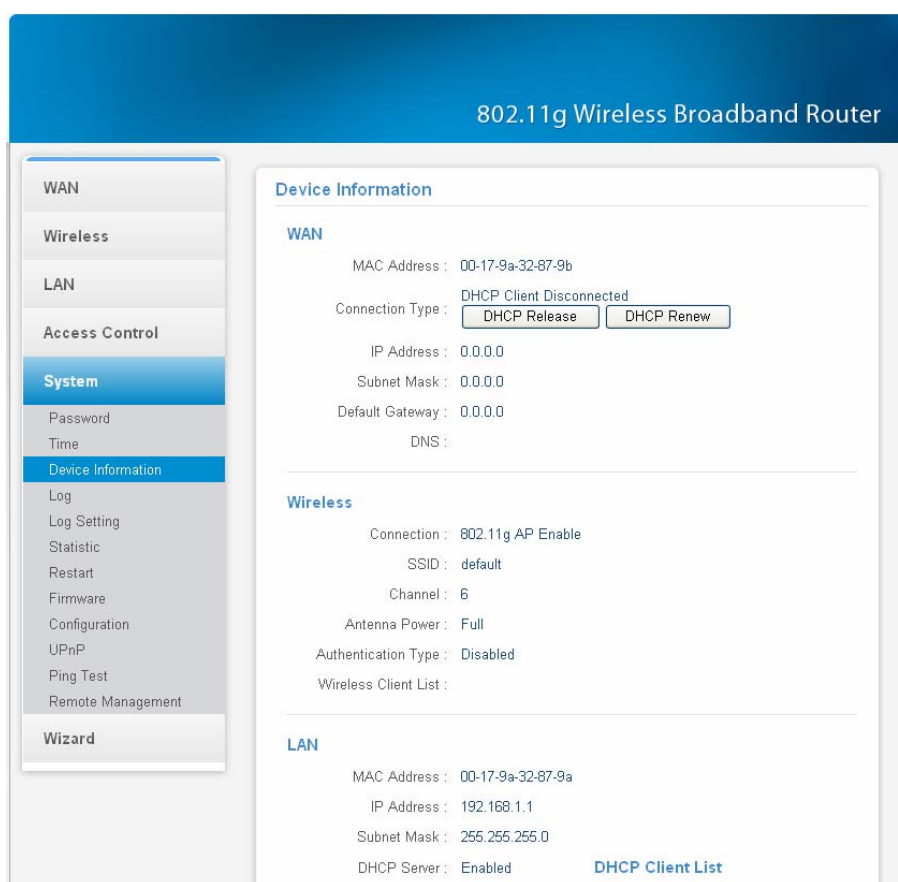 802.11g Wireless Broadband Router
WAN
Wireless
LAN
Access Control
System
Password
Time
Device Information
Log
Log Setting
Statistic
Restart
Firmware
Configuration
UPnP
Ping Test
Remote Management
Wizard
Device Information
WAN
MAC Address : 00-17-9a-32-87-9b
Connection Type : DHCP Client Disconnected
DHCP Release DHCP Renew
IP Address : 0.0.0.0
Subnet Mask : 0.0.0.0
Default Gateway : 0.0.0.0
DNS :
Wireless
Connection : 802.11g AP Enable
SSID : default
Channel : 6
Antenna Power : Full
Authentication Type : Disabled
Wireless Client List :
LAN
MAC Address : 00-17-9a-32-87-9a
IP Address : 192.168.1.1
Subnet Mask : 255.255.255.0
DHCP Server : Enabled DHCP Client List